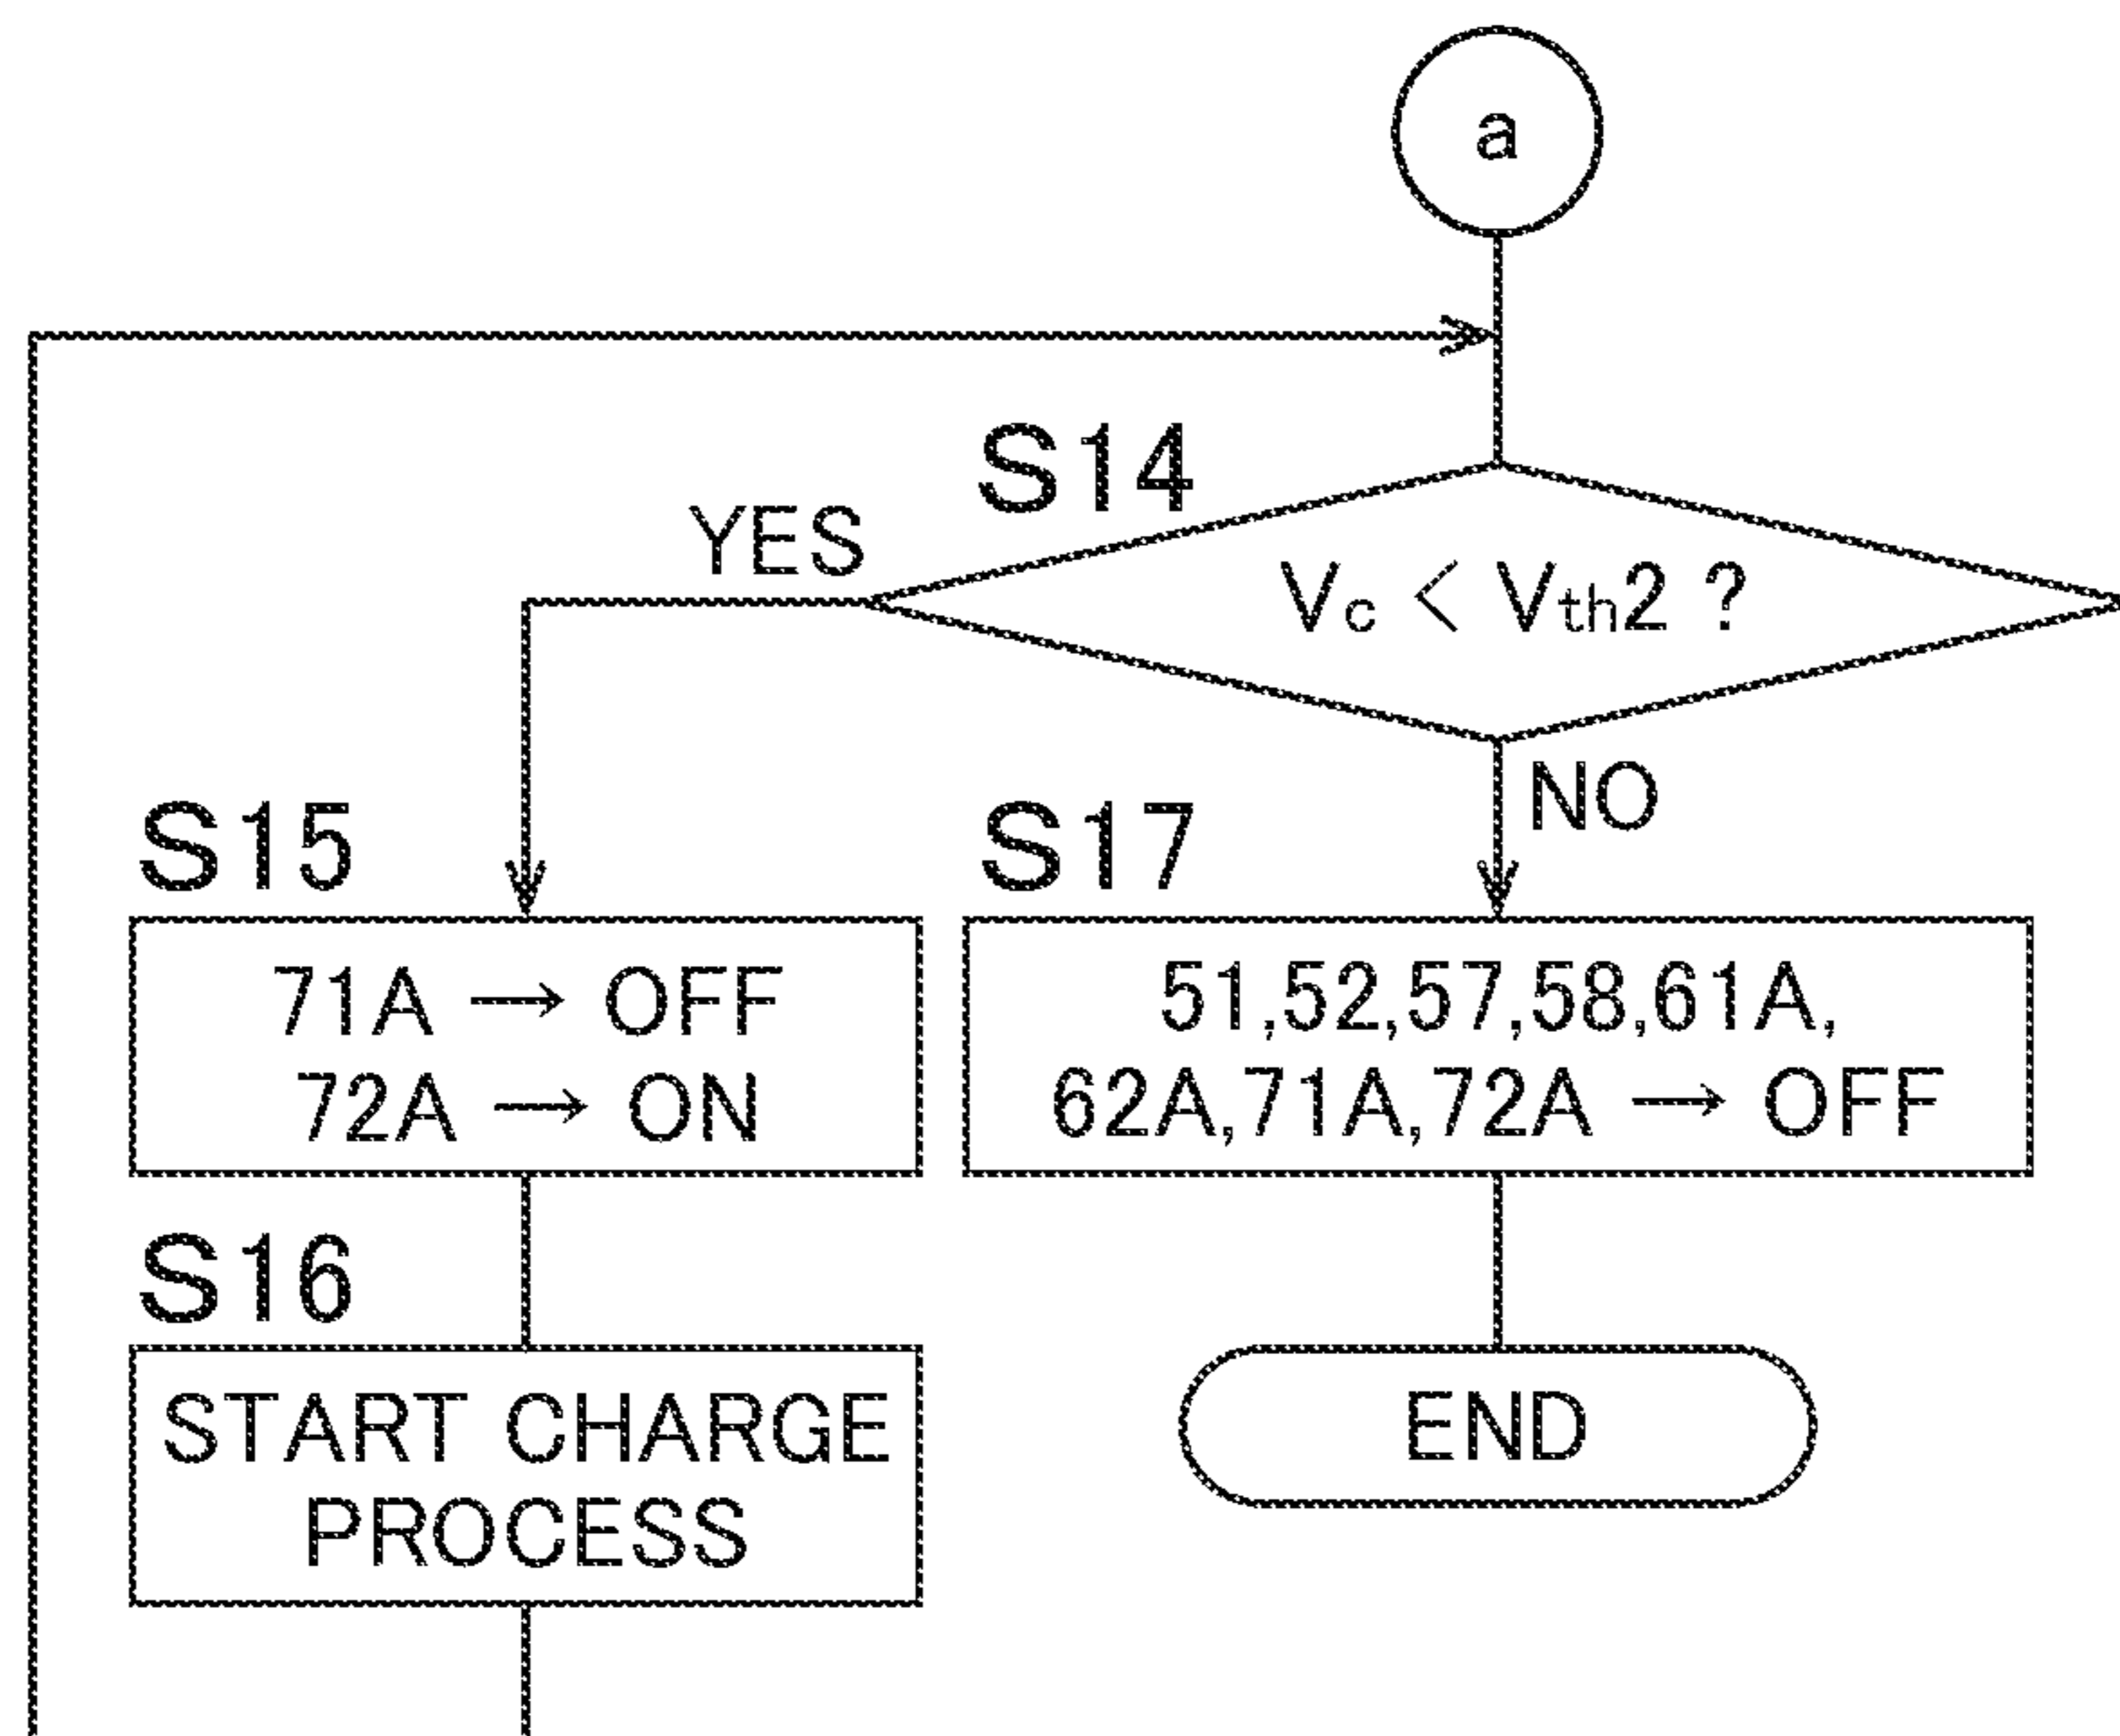 a
S14
YES
Vc < Vth2 ?
NO
S15
S17
71A → OFF
72A → ON
51,52,57,58,61A,
62A,71A,72A → OFF
S16
START CHARGE
PROCESS
END